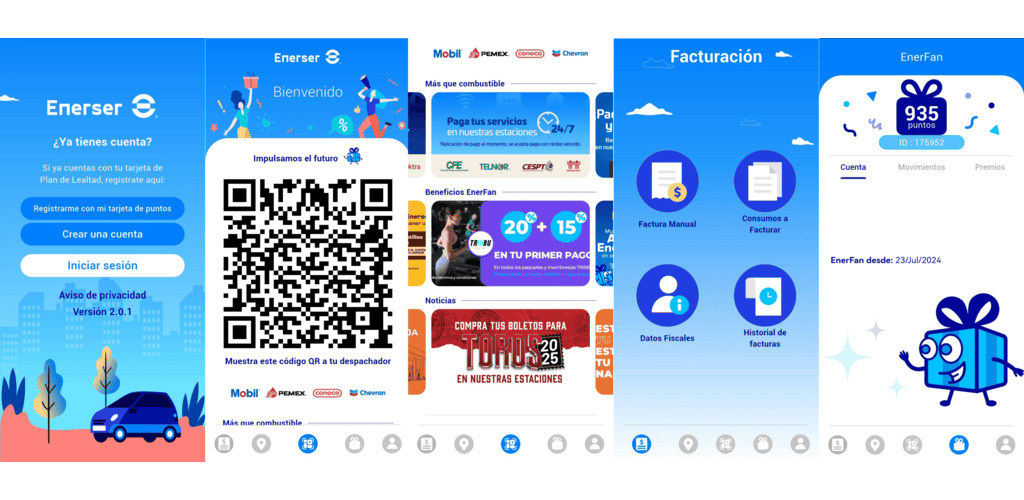 Enerser
¿Ya tienes cuenta?
Si ya cuentas con tu tarjeta de
Plan de Lealtad, regístrate aquí:
Registrarme con mi tarjeta de puntos
Crear una cuenta
Iniciar sesión
Aviso de privacidad
Versión 2.0.1
Enerser
Bienvenido
%
Impulsamos el futuro
Muestra este código QR a tu despachador
Mobil PEMEX conoco Chevron
Más que combustible
Mobil PEMEX conoco Chevron
Más que combustible
Paga tus servicios
en nuestras estaciones
24/7
*Aplicación de pago al momento, se acepta pago con recibo vencido.
CFE TELNOR CESPT
Beneficios EnerFan
TRIBU
20% + 15%
EN TU PRIMER PAGO
En todos los paquetes y membresías
Noticias
COMPRA TUS BOLETOS PARA
TOROS 2025
EN NUESTRAS ESTACIONES
Facturación
Factura Manual
Consumos a
Facturar
Datos Fiscales
Historial de
facturas
EnerFan
935
puntos
ID : 175952
Cuenta Movimientos Premios
EnerFan desde: 23/Jul/2024